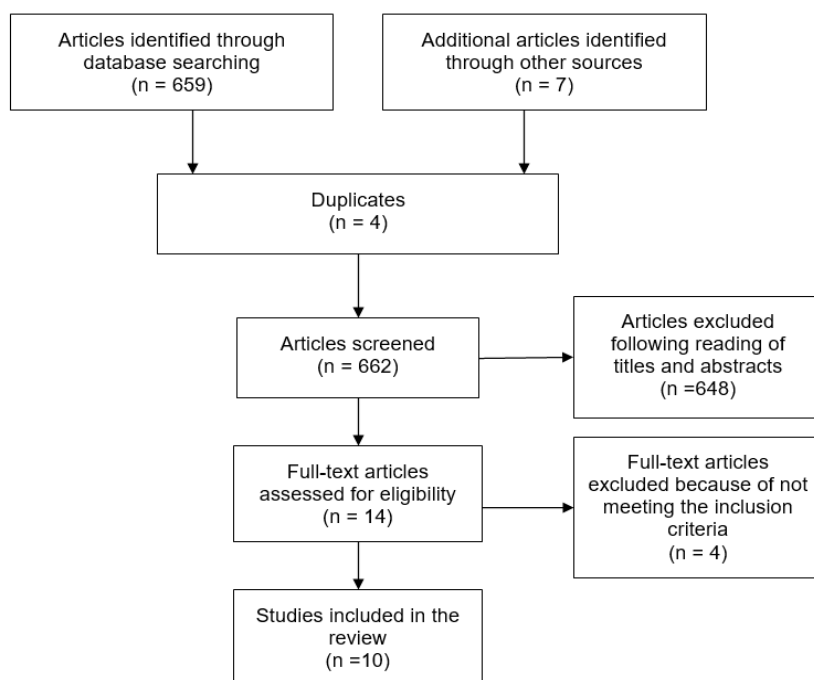 Articles identified through
database searching
(n = 659)
Additional articles identified
through other sources
(n = 7)
Duplicates
(n = 4)
Articles screened
(n = 662)
Articles excluded
following reading of
titles and abstracts
(n =648)
Full-text articles
assessed for eligibility
(n = 14)
Full-text articles
excluded because of not
meeting the inclusion
criteria
(n = 4)
Studies included in the
review
(n =10)